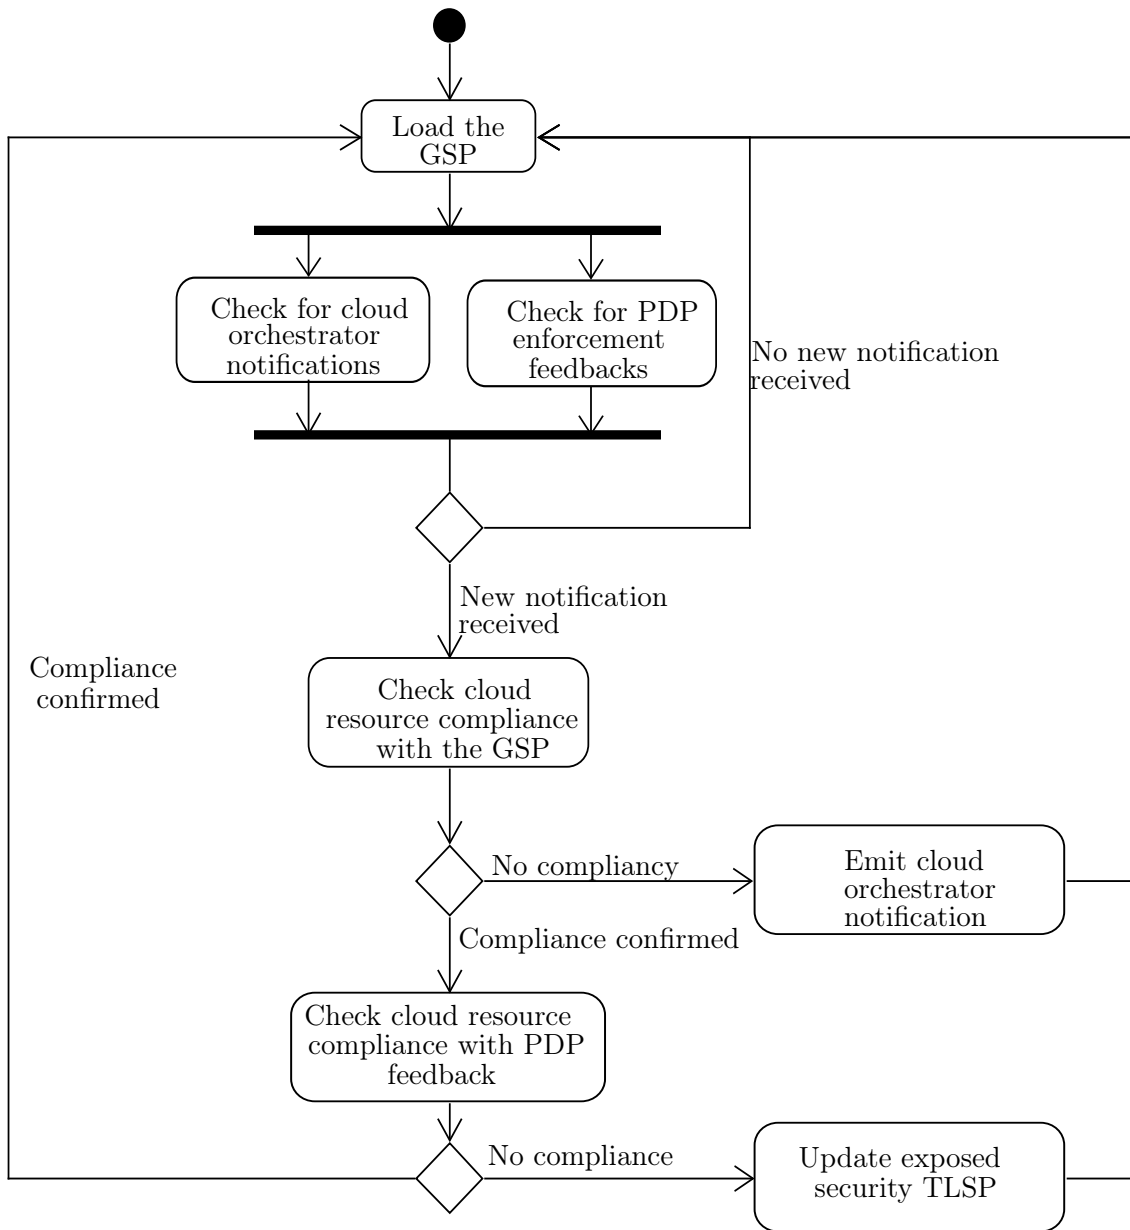 Load the
GSP
Check for cloud
orchestrator
notifications
Check for PDP
enforcement
feedbacks
No new notification
received
New notification
received
Compliance
confirmed
Check cloud
resource compliance
with the GSP
No compliancy
Emit cloud
orchestrator
notification
Compliance confirmed
Check cloud resource
compliance with PDP
feedback
No compliance
Update exposed
security TLSP